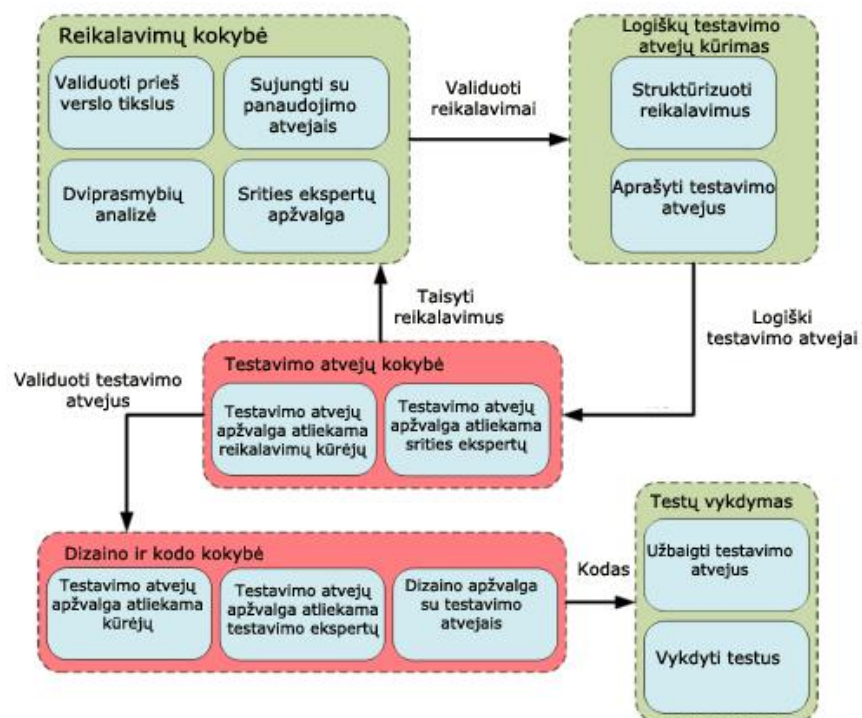 Reikalavimų kokybė
Validuoti prieš
verslo tikslus
Sujungti su
panaudojimo
atvejais
Dviprasmybių
analizė
Srities ekspertų
apžvalga
Validuoti
reikalavimai
Logiškų testavimo
atvejų kūrimas
Struktūrizuoti
reikalavimus
Aprašyti testavimo
atvejus
Taisyti
reikalavimus
Logiški
testavimo atvejai
Testavimo atvejų kokybė
Testavimo atvejų
apžvalga atliekama
reikalavimų kūrėjų
Testavimo atvejų
apžvalga atliekama
srities ekspertų
Validuoti testavimo
atvejus
Dizaino ir kodo kokybė
Testavimo atvejų
apžvalga atliekama
kūrėjų
Testavimo atvejų
apžvalga atliekama
testavimo ekspertų
Dizaino apžvalga
su testavimo
atvejais
Kodas
Testų vykdymas
Užbaigti testavimo
atvejus
Vykdyti testus